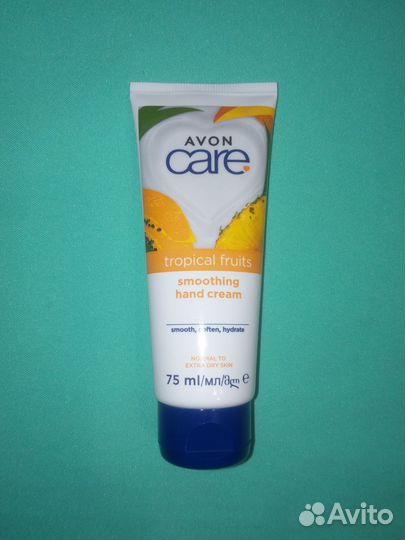 AVON
care.
tropical fruits
smoothing
hand cream
smooth, soften, hydrate
NORMAL TO
EXTRA DRY SKIN
75 ml/мл/მლ ℮
Avito